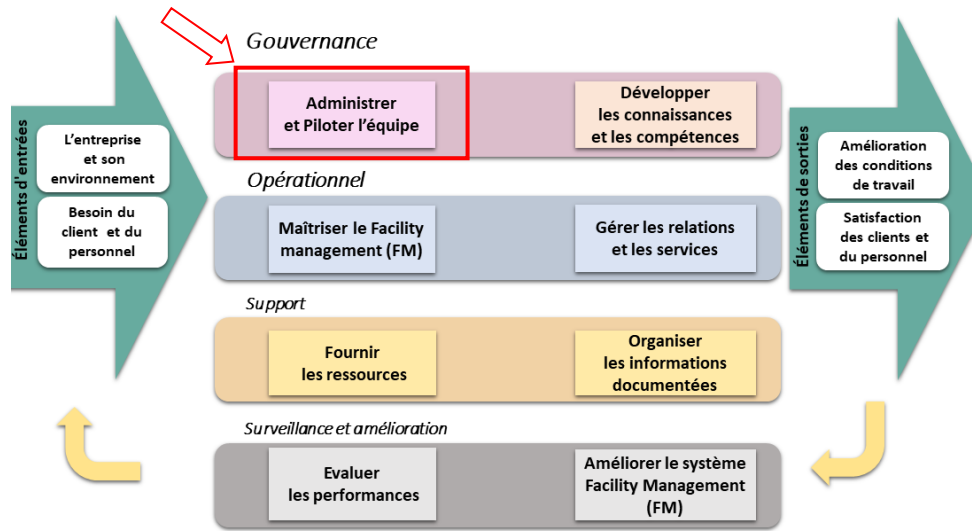 Gouvernance
Administrer
et Piloter l'équipe
Développer
les connaissances
et les compétences
Éléments d'entrées
L'entreprise
et son
environnement
Besoin du
client et du
personnel
Opérationnel
Maîtriser le Facility
management (FM)
Gérer les relations
et les services
Éléments de sorties
Amélioration
des conditions
de travail
Satisfaction
des clients et
du personnel
Support
Fournir
les ressources
Organiser
les informations
documentées
Surveillance et amélioration
Evaluer
les performances
Améliorer le système
Facility Management
(FM)